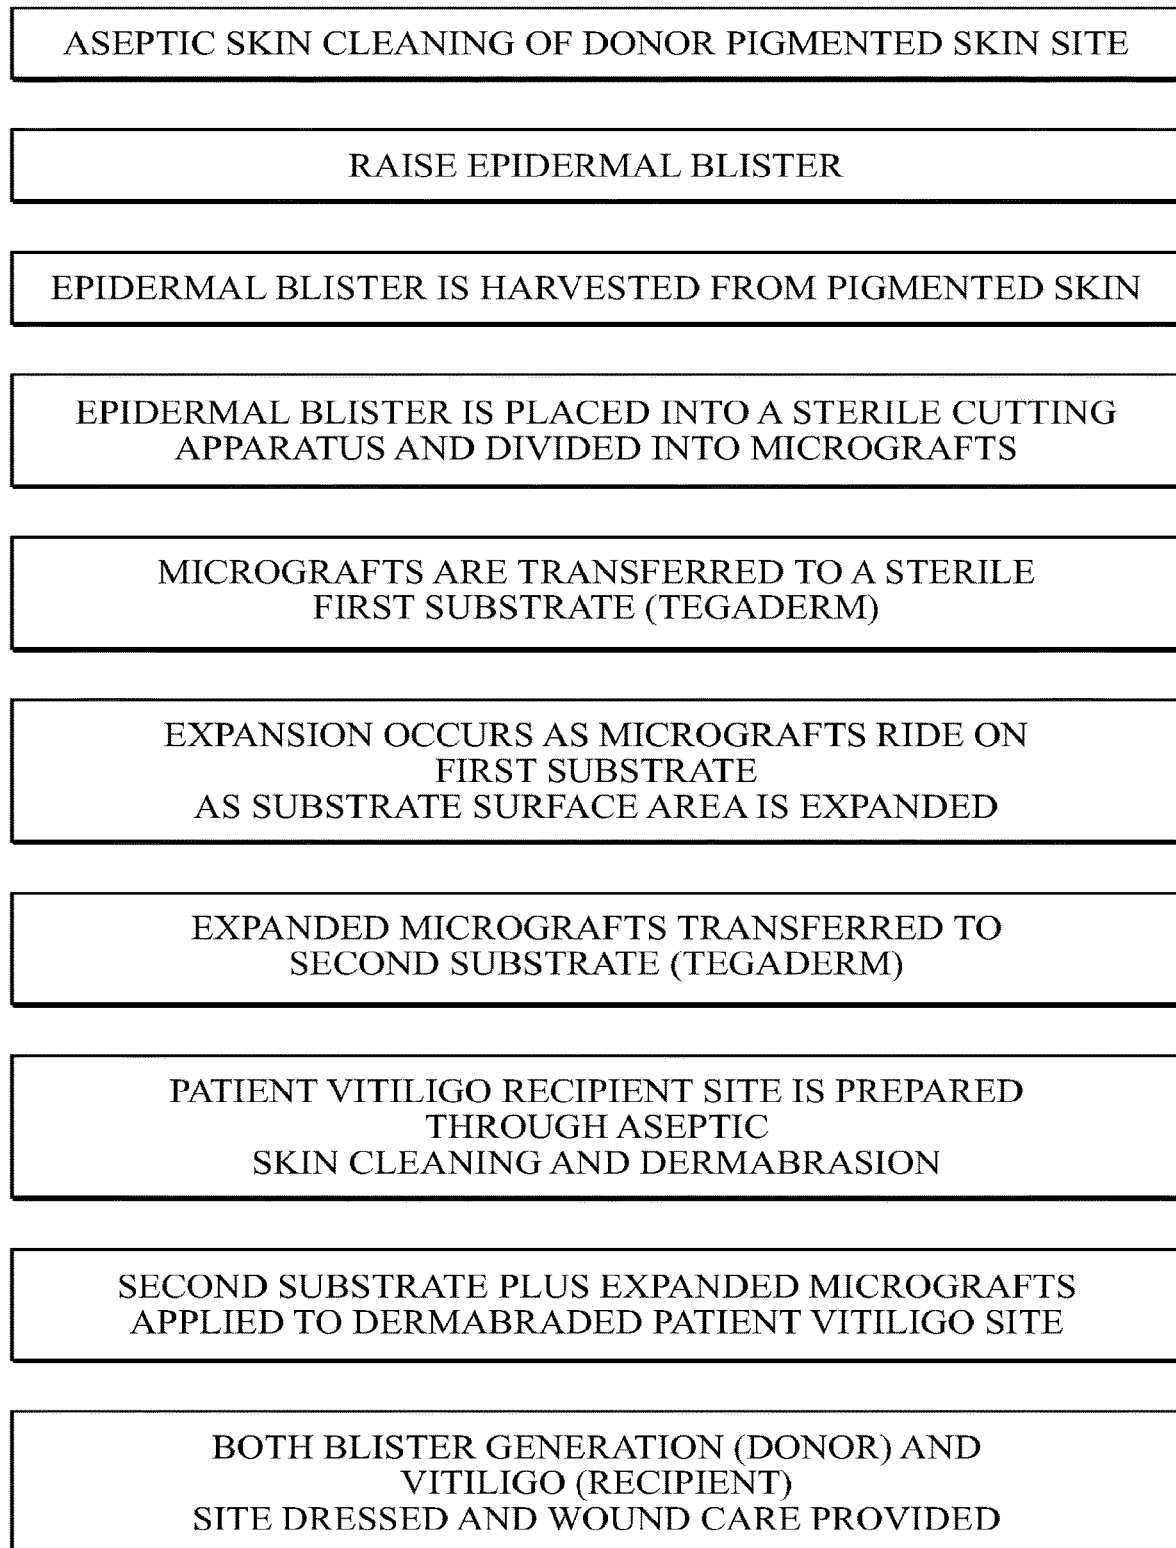 ASEPTIC SKIN CLEANING OF DONOR PIGMENTED SKIN SITE
RAISE EPIDERMAL BLISTER
EPIDERMAL BLISTER IS HARVESTED FROM PIGMENTED SKIN
EPIDERMAL BLISTER IS PLACED INTO A STERILE CUTTING
APPARATUS AND DIVIDED INTO MICROGRAFTS
MICROGRAFTS ARE TRANSFERRED TO A STERILE
FIRST SUBSTRATE (TEGADERM)
EXPANSION OCCURS AS MICROGRAFTS RIDE ON
FIRST SUBSTRATE
AS SUBSTRATE SURFACE AREA IS EXPANDED
EXPANDED MICROGRAFTS TRANSFERRED TO
SECOND SUBSTRATE (TEGADERM)
PATIENT VITILIGO RECIPIENT SITE IS PREPARED
THROUGH ASEPTIC
SKIN CLEANING AND DERMABRASION
SECOND SUBSTRATE PLUS EXPANDED MICROGRAFTS
APPLIED TO DERMABRADED PATIENT VITILIGO SITE
BOTH BLISTER GENERATION (DONOR) AND
VITILIGO (RECIPIENT)
SITE DRESSED AND WOUND CARE PROVIDED